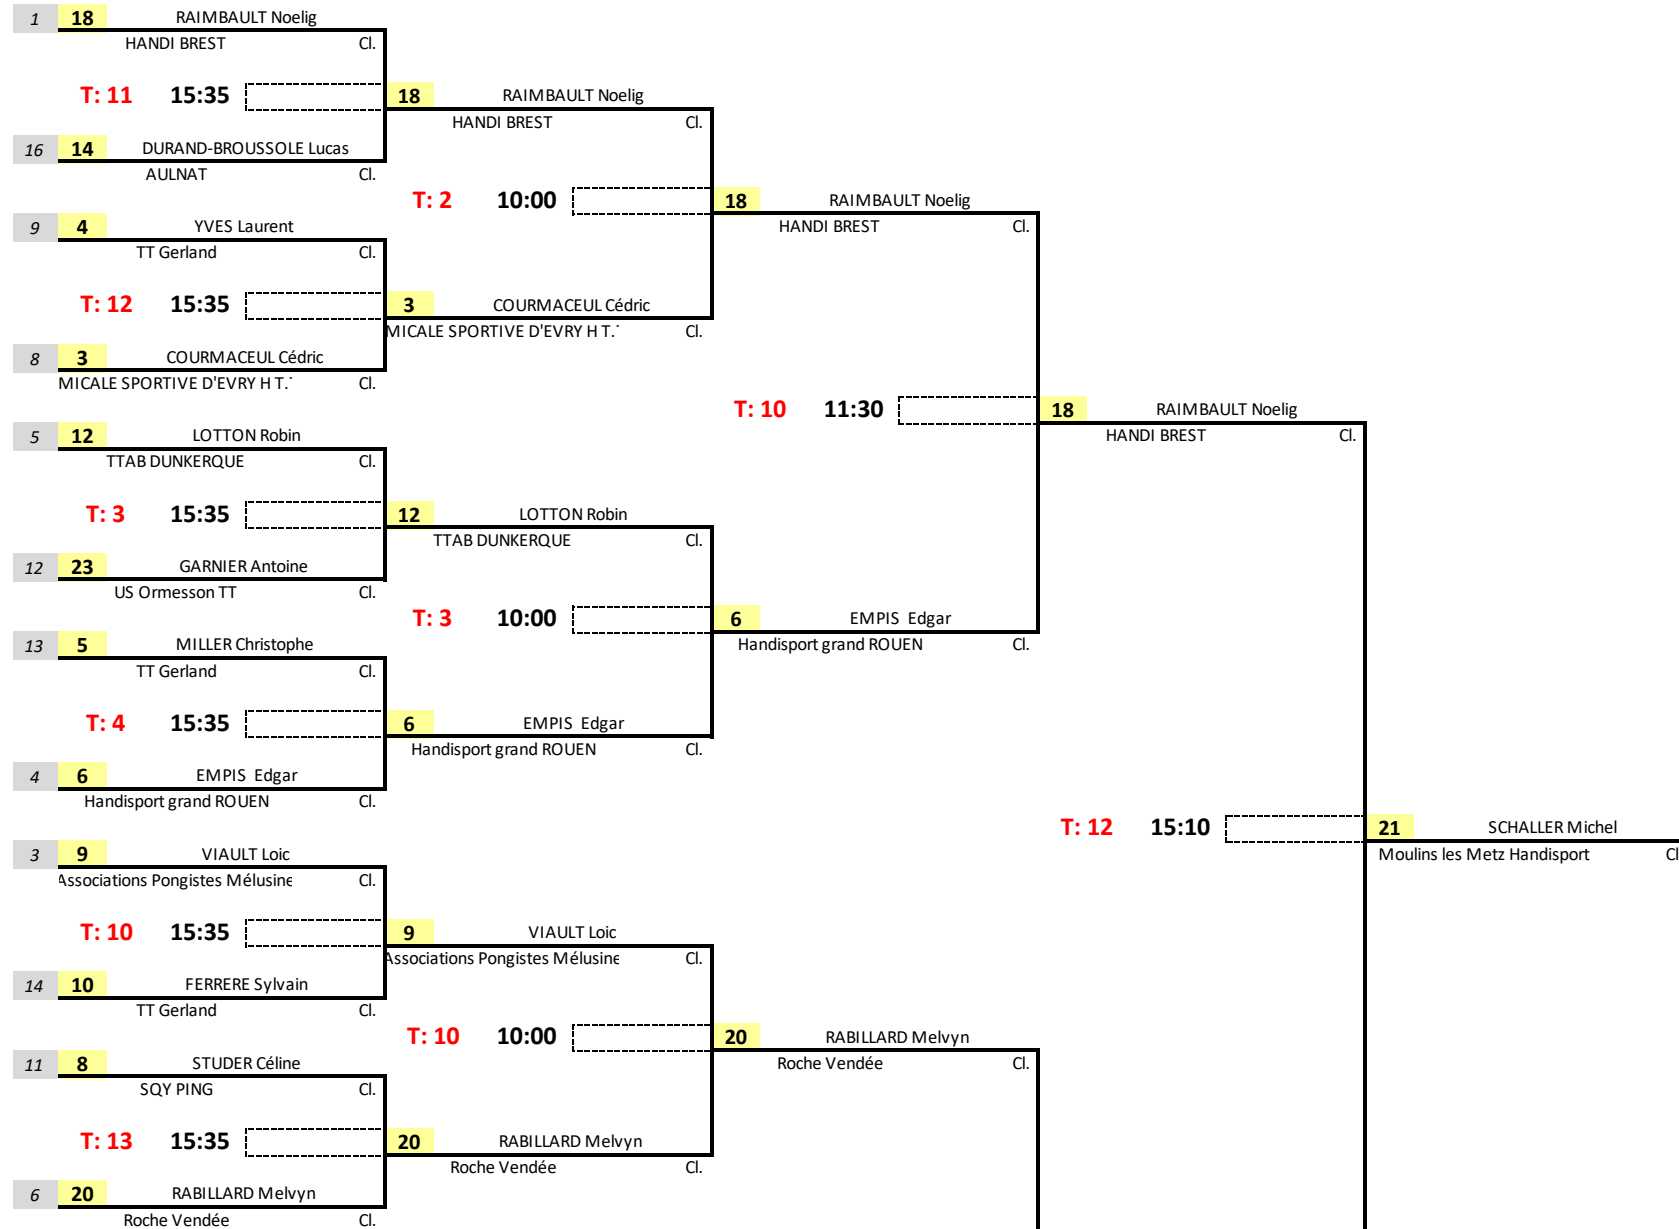 1 18 RAIMBAULT Noelig
HANDI BREST Cl.
T: 11 15:35
18 RAIMBAULT Noelig
HANDI BREST Cl.
16 14 DURAND-BROUSSOLE Lucas
AULNAT Cl.
T: 2 10:00
18 RAIMBAULT Noelig
HANDI BREST Cl.
9 4 YVES Laurent
TT Gerland Cl.
T: 12 15:35
3 COURMACEUL Cédric
MICALE SPORTIVE D'EVRY H T. Cl.
8 3 COURMACEUL Cédric
MICALE SPORTIVE D'EVRY H T. Cl.
T: 10 11:30
18 RAIMBAULT Noelig
HANDI BREST Cl.
5 12 LOTTON Robin
TTAB DUNKERQUE Cl.
T: 3 15:35
12 LOTTON Robin
TTAB DUNKERQUE Cl.
12 23 GARNIER Antoine
US Ormesson TT Cl.
T: 3 10:00
6 EMPIS Edgar
Handisport grand ROUEN Cl.
13 5 MILLER Christophe
TT Gerland Cl.
T: 4 15:35
6 EMPIS Edgar
Handisport grand ROUEN Cl.
4 6 EMPIS Edgar
Handisport grand ROUEN Cl.
T: 12 15:10
21 SCHALLER Michel
Moulins les Metz Handisport Cl
3 9 VIAULT Loic
Associations Pongistes Mélusine Cl.
T: 10 15:35
9 VIAULT Loic
Associations Pongistes Mélusine Cl.
14 10 FERRERE Sylvain
TT Gerland Cl.
T: 10 10:00
20 RABILLARD Melvyn
Roche Vendée Cl.
11 8 STUDER Céline
SQY PING Cl.
T: 13 15:35
20 RABILLARD Melvyn
Roche Vendée Cl.
6 20 RABILLARD Melvyn
Roche Vendée Cl.